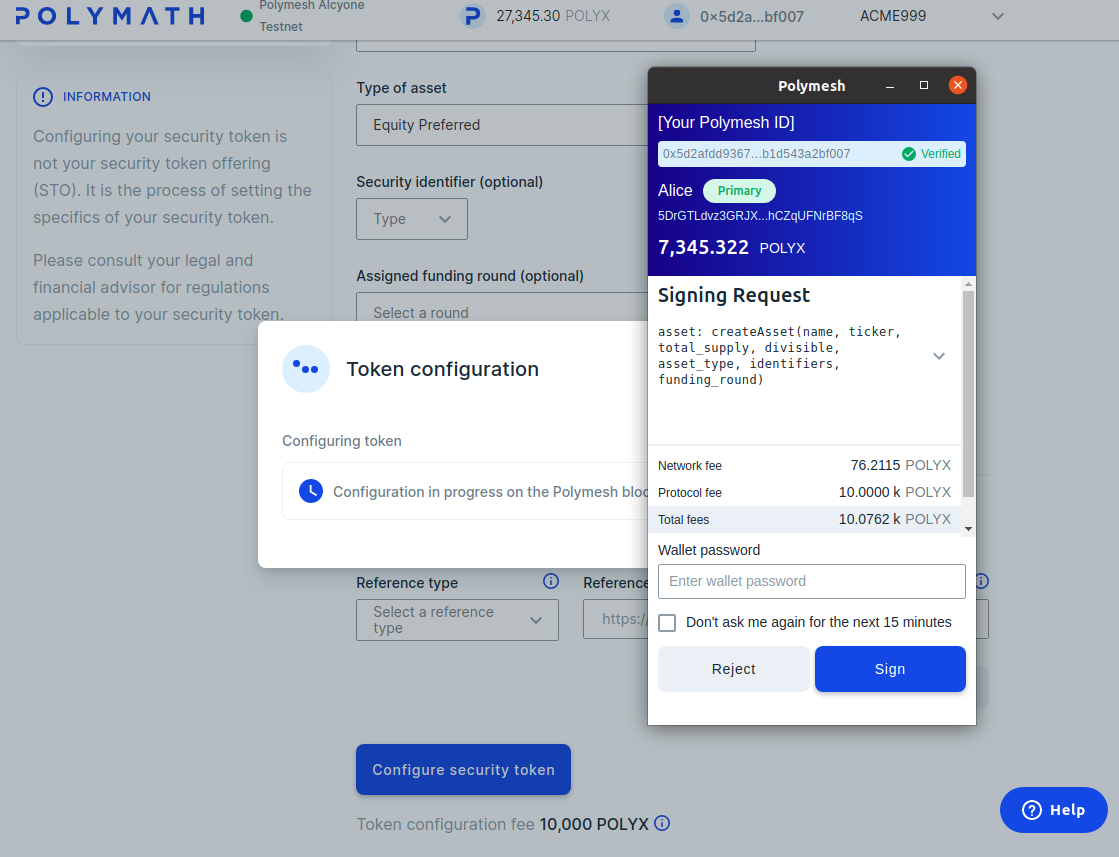 POLYMATH
Polymesh Alcyone
Testnet
27,345.30 POLYX
0×5d2a...bf007
ACME999
INFORMATION
Configuring your security token is
not your security token offering
(STO). It is the process of setting the
specifics of your security token.
Please consult your legal and
financial advisor for regulations
applicable to your security token.
Type of asset
Equity Preferred
Security identifier (optional)
Type
Assigned funding round (optional)
Select a round
Token configuration
Configuring token
Configuration in progress on the Polymesh bloc
Reference type
Reference
Select a reference
type
https:/
Configure security token
Token configuration fee 10,000 POLYX
Polymesh
[Your Polymesh ID]
0x5d2afdd9367...b1d543a2bf007
Verified
Alice Primary
5DrGTLdvz3GRJX...hCZqUFNrBF8qS
7,345.322 POLYX
Signing Request
asset: createAsset(name, ticker,
total_supply, divisible,
asset_type, identifiers,
funding_round)
Network fee 76.2115 POLYX
Protocol fee 10.0000 k POLYX
Total fees 10.0762 k POLYX
Wallet password
Enter wallet password
Don't ask me again for the next 15 minutes
Reject
Sign
Help